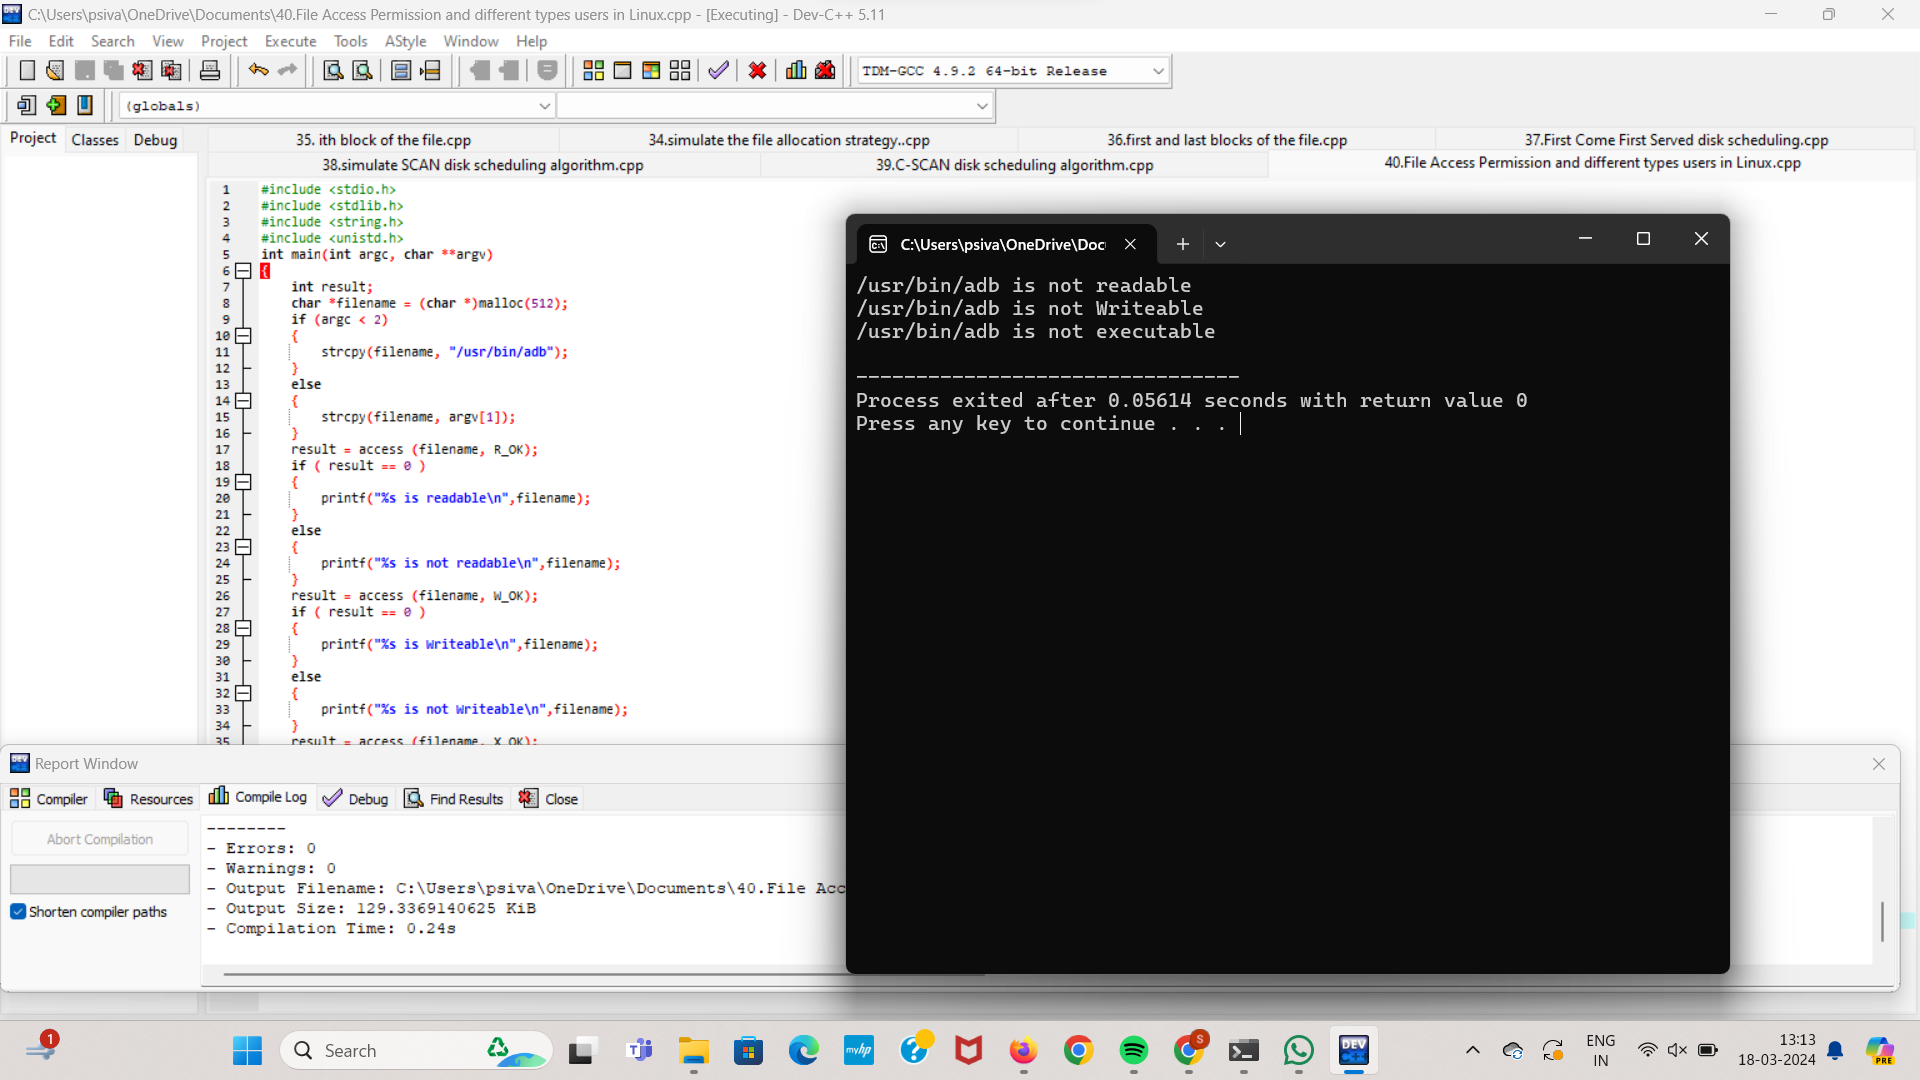 C:\Users\psiva\OneDrive\Documents\40.File Access Permission and different types users in Linux.cpp - [Executing] - Dev-C++ 5.11
File Edit Search View Project Execute Tools AStyle Window Help
TDM-GCC 4.9.2 64-bit Release
(globals)
Project Classes Debug
35. ith block of the file.cpp 34.simulate the file allocation strategy..cpp 36.first and last blocks of the file.cpp 37.First Come First Served disk scheduling.cpp
38.simulate SCAN disk scheduling algorithm.cpp 39.C-SCAN disk scheduling algorithm.cpp 40.File Access Permission and different types users in Linux.cpp
1 #include <stdio.h>
2 #include <stdlib.h>
3 #include <string.h>
4 #include <unistd.h>
5 int main(int argc, char **argv)
6 {
7 int result;
8 char *filename = (char *)malloc(512);
9 if (argc < 2)
10 {
11 strcpy(filename, "/usr/bin/adb");
12 }
13 else
14 {
15 strcpy(filename, argv[1]);
16 }
17 result = access (filename, R_OK);
18 if ( result == 0 )
19 {
20 printf("%s is readable\n",filename);
21 }
22 else
23 {
24 printf("%s is not readable\n",filename);
25 }
26 result = access (filename, W_OK);
27 if ( result == 0 )
28 {
29 printf("%s is Writeable\n",filename);
30 }
31 else
32 {
33 printf("%s is not Writeable\n",filename);
34 }
35 result = access (filename, X_OK);
C:\Users\psiva\OneDrive\Doc
/usr/bin/adb is not readable
/usr/bin/adb is not Writeable
/usr/bin/adb is not executable
--------------------------------
Process exited after 0.05614 seconds with return value 0
Press any key to continue . . .
Report Window
Compiler Resources Compile Log Debug Find Results Close
Abort Compilation
Shorten compiler paths
--------
- Errors: 0
- Warnings: 0
- Output Filename: C:\Users\psiva\OneDrive\Documents\40.File Acc
- Output Size: 129.3369140625 KiB
- Compilation Time: 0.24s
1
Search
myhp
S
DEV C++
ENG
IN
13:13
18-03-2024
PRE